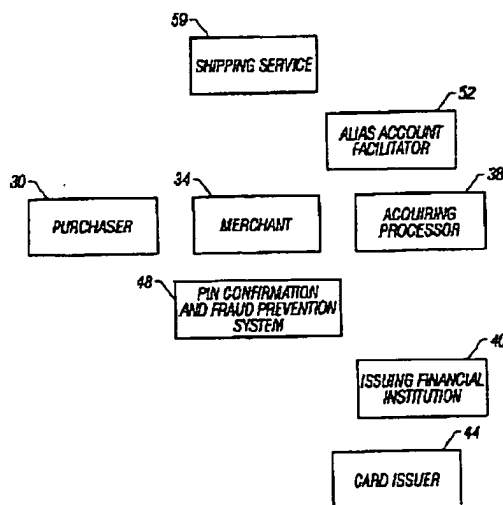 59
SHIPPING SERVICE
52
ALIAS ACCOUNT
FACILITATOR
30
PURCHASER
34
MERCHANT
38
ACQUIRING
PROCESSOR
48
PIN CONFIRMATION
AND FRAUD PREVENTION
SYSTEM
40
ISSUING FINANCIAL
INSTITUTION
44
CARD ISSUER